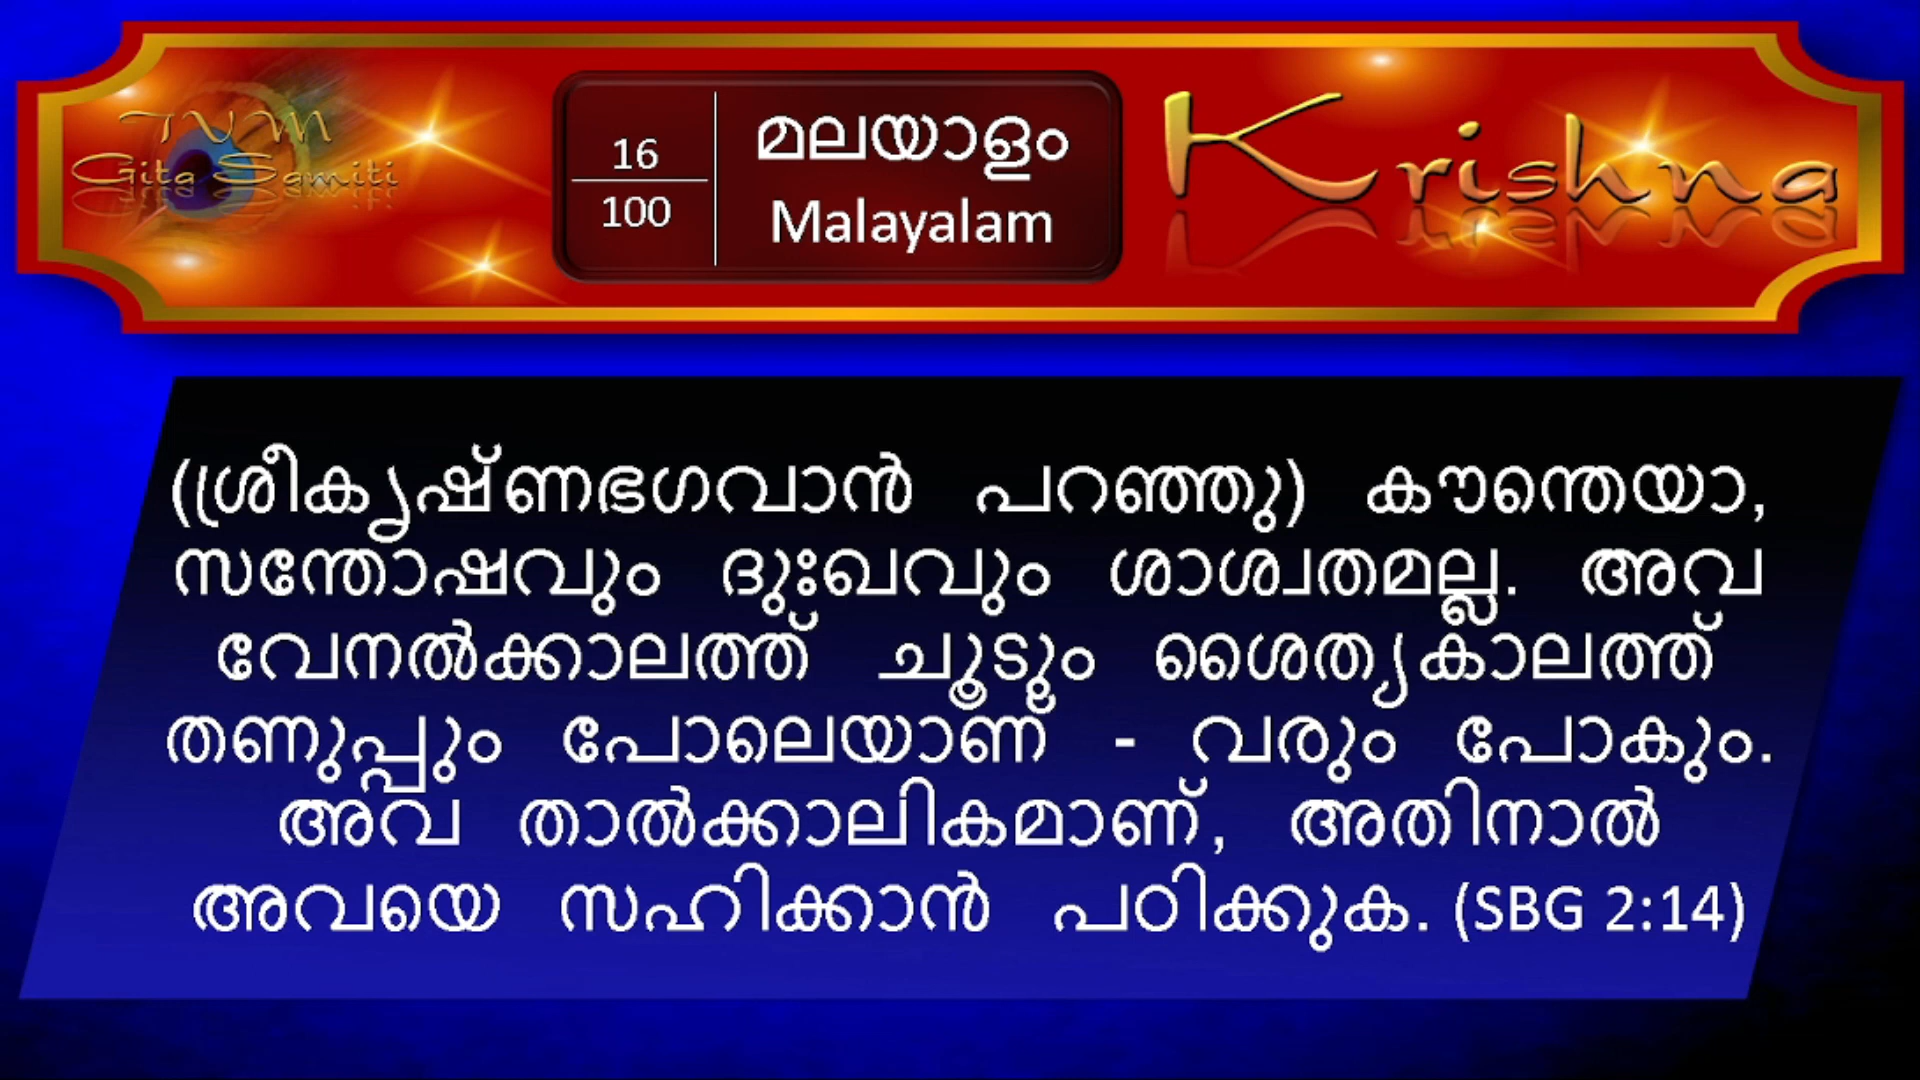 TVM
Gita Samiti
16
100
മലയാളം
Malayalam
Krishna
(ശ്രീകൃഷ്ണഭഗവാൻ പറഞ്ഞു) കൗന്തേയാ,
സന്തോഷവും ദുഃഖവും ശാശ്വതമല്ല. അവ
വേനൽക്കാലത്ത് ചൂടും ശൈത്യകാലത്ത്
തണുപ്പും പോലെയാണ് - വരും പോകും.
അവ താൽക്കാലികമാണ്, അതിനാൽ
അവയെ സഹിക്കാൻ പഠിക്കുക. (SBG 2:14)